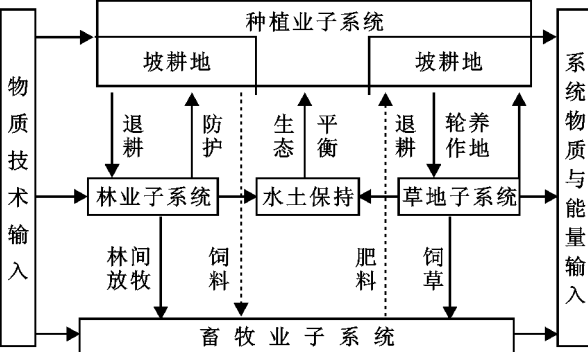 种植业子系统
坡耕地
坡耕地
物质技术输入
系统物质与能量输入
退耕
防护
生态
平衡
退耕
轮作
养地
林业子系统
水土保持
草地子系统
林间
放牧
饲料
肥料
饲草
畜牧业子系统